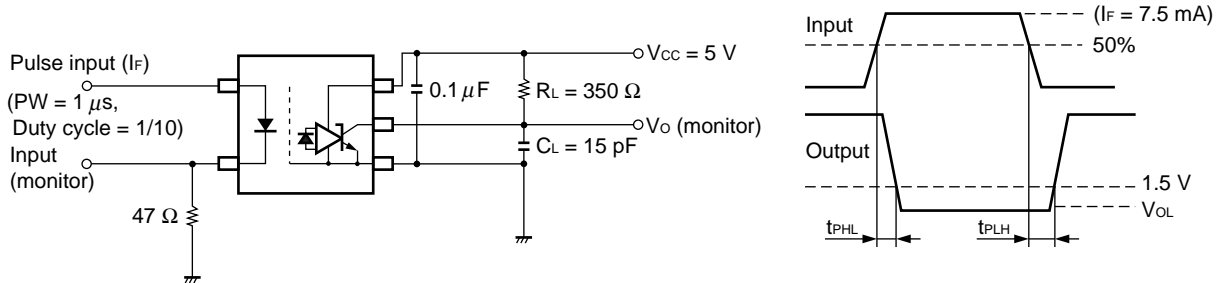 Pulse input (IF)
(PW = 1 μs,
Duty cycle = 1/10)
Input
(monitor)
47 Ω
VCC = 5 V
0.1 μF
RL = 350 Ω
VO (monitor)
CL = 15 pF
Input
(IF = 7.5 mA)
50%
Output
1.5 V
VOL
tPHL
tPLH